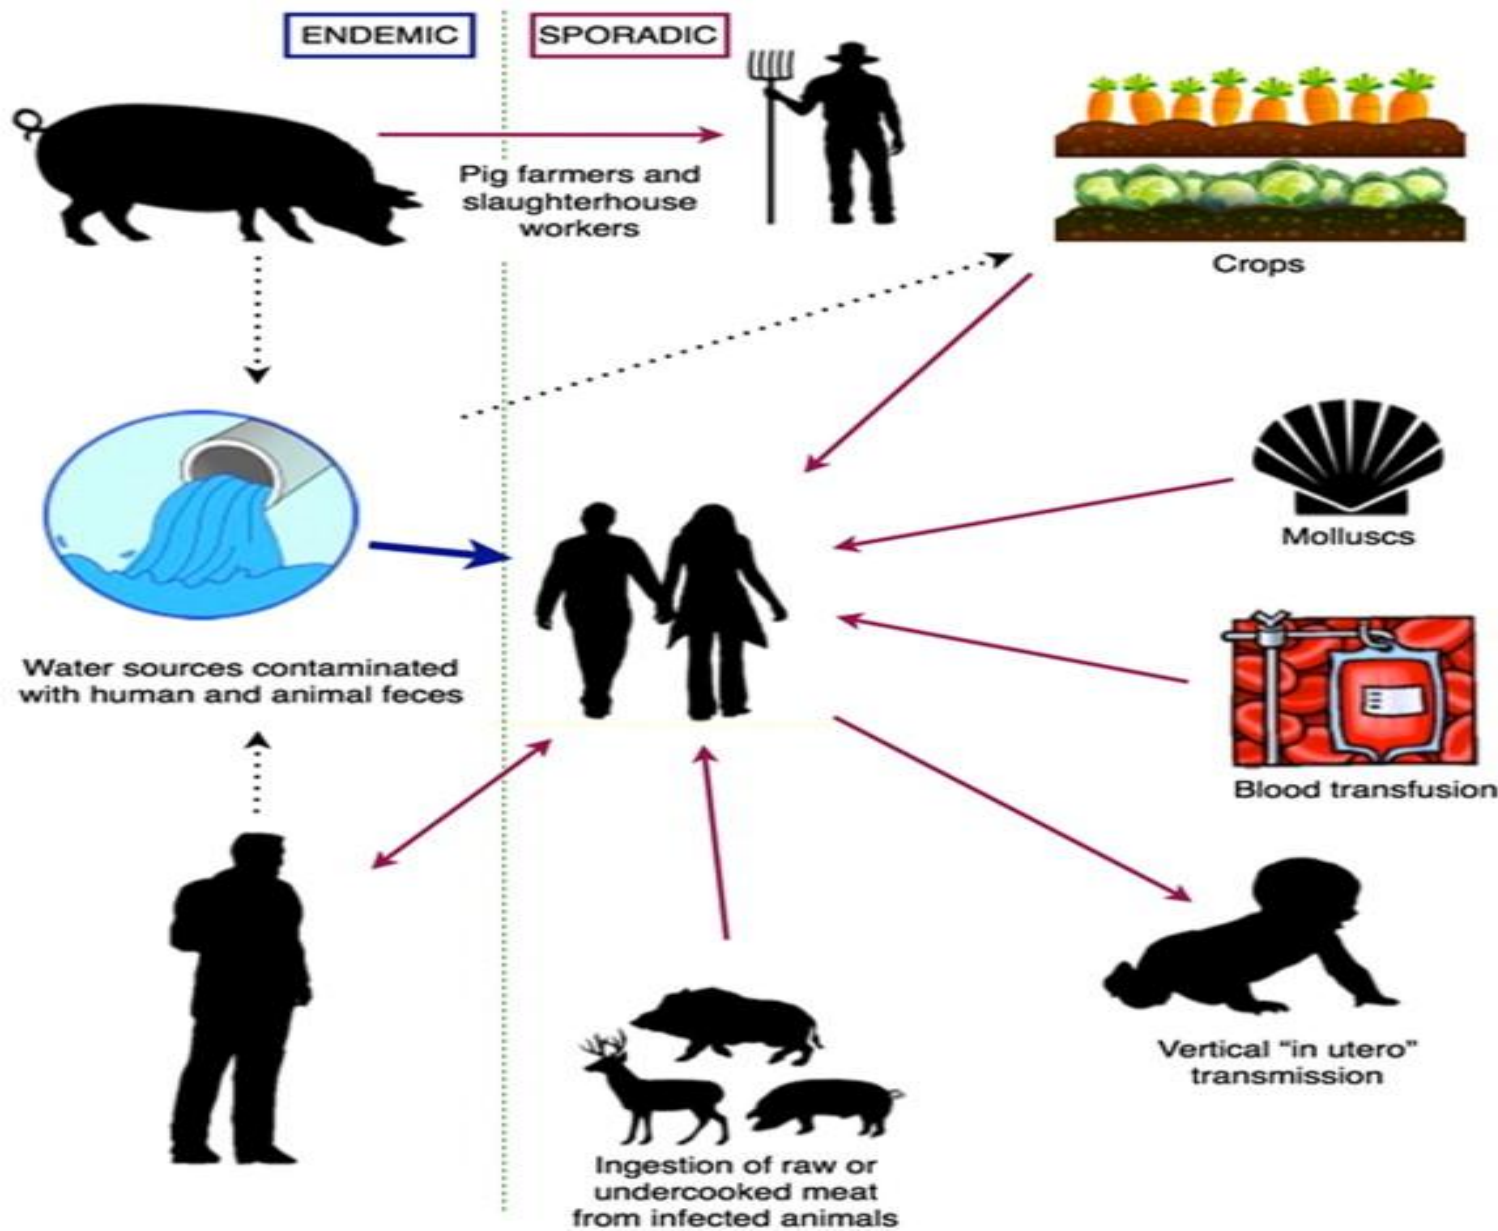 ENDEMIC
SPORADIC
Pig farmers and
slaughterhouse
workers
Crops
Molluscs
Water sources contaminated
with human and animal feces
Blood transfusion
Vertical “in utero”
transmission
Ingestion of raw or
undercooked meat
from infected animals